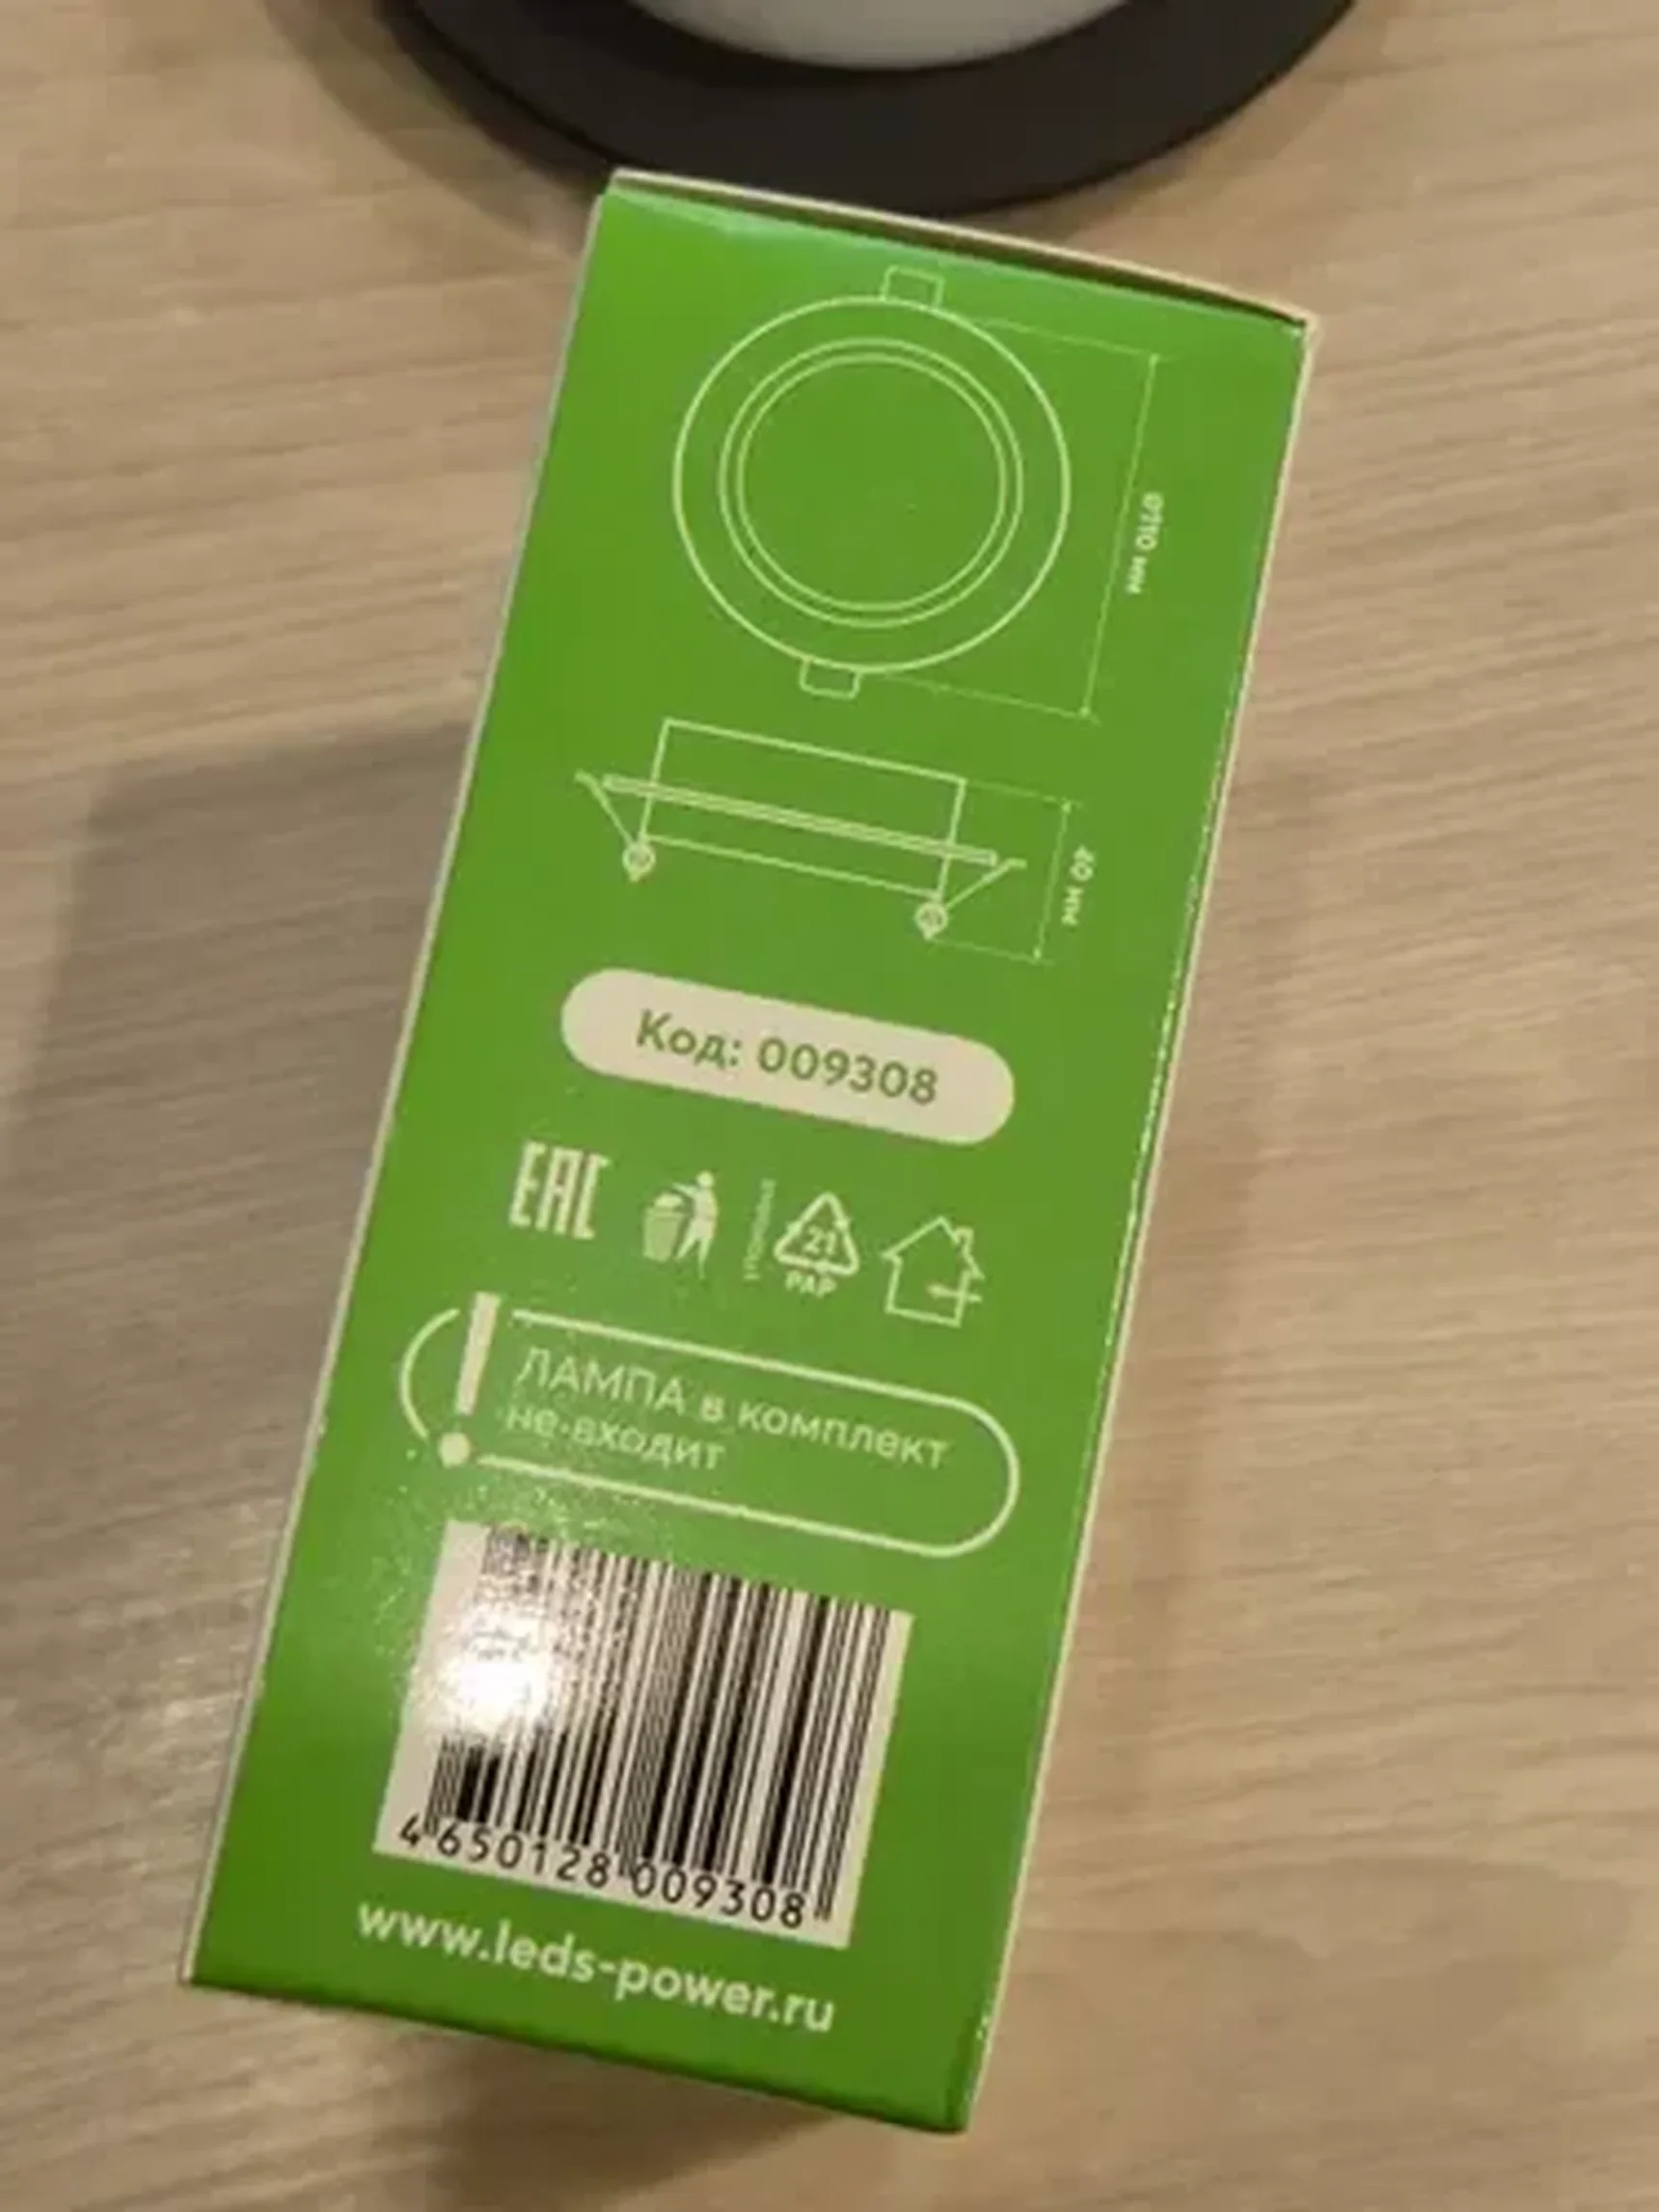 Ø110 мм
40 мм
Код: 009308
EAC
упаковка
21
PAP
ЛАМПА в комплект
не входит
4 650128 009308
www.leds-power.ru